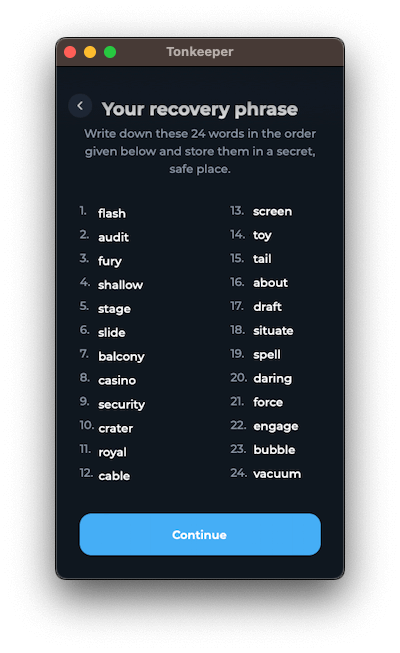 Tonkeeper
Your recovery phrase
Write down these 24 words in the order
given below and store them in a secret,
safe place.
1. flash
2. audit
3. fury
4. shallow
5. stage
6. slide
7. balcony
8. casino
9. security
10. crater
11. royal
12. cable
13. screen
14. toy
15. tail
16. about
17. draft
18. situate
19. spell
20. daring
21. force
22. engage
23. bubble
24. vacuum
Continue